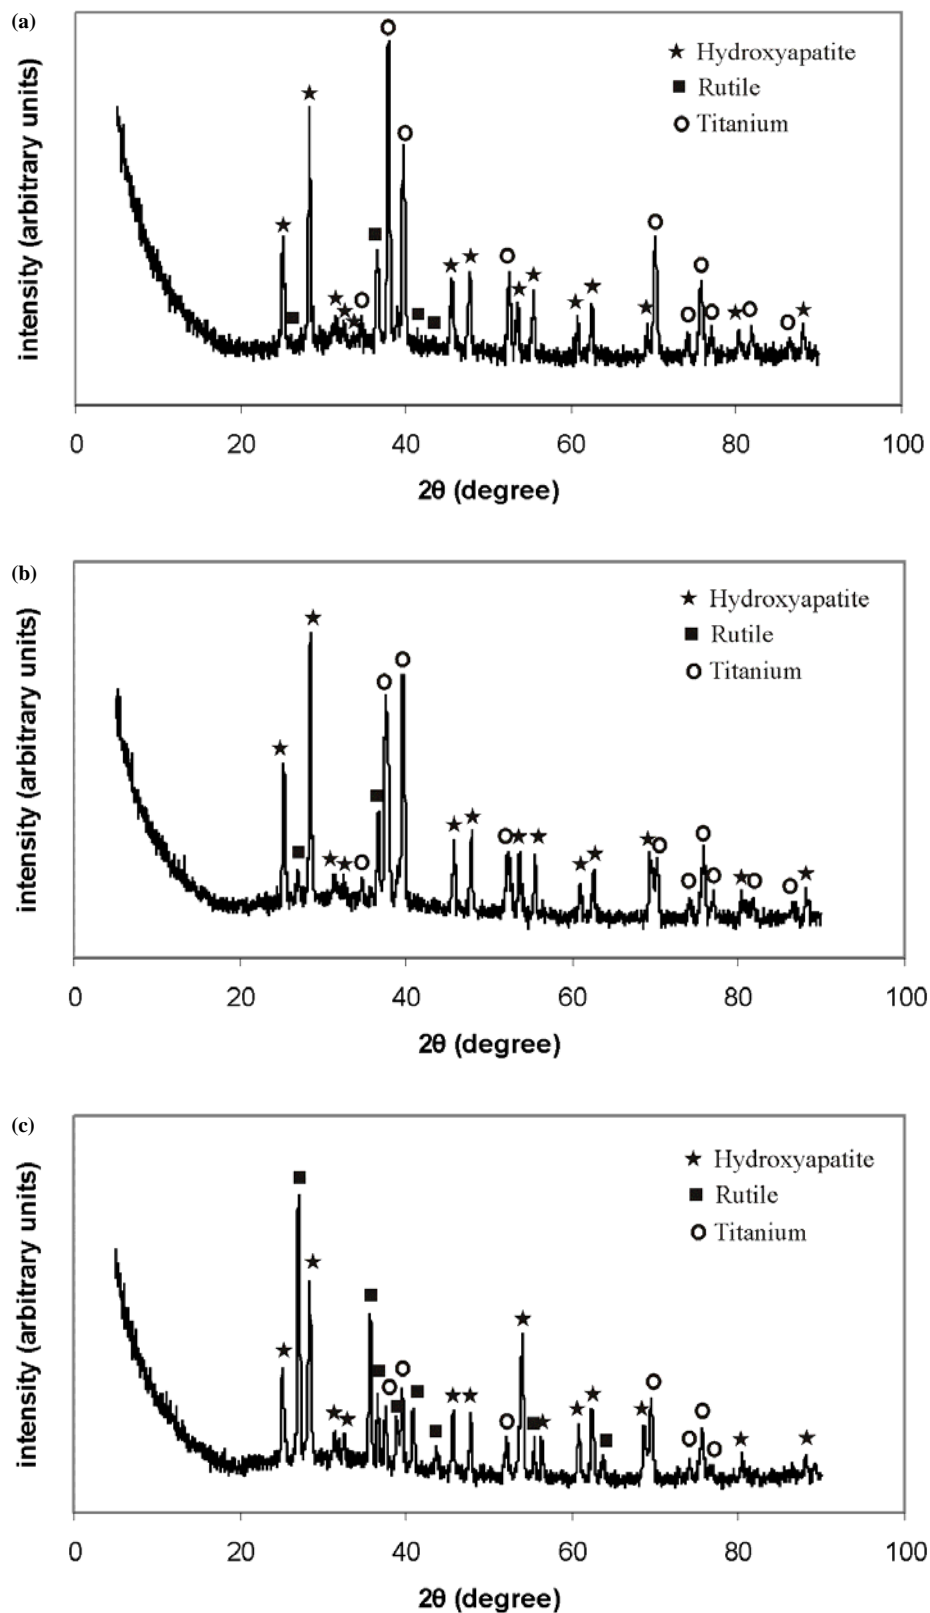 (a)
intensity (arbitrary units)
Hydroxyapatite
Rutile
Titanium
0 20 40 60 80 100
2θ (degree)
(b)
intensity (arbitrary units)
Hydroxyapatite
Rutile
Titanium
0 20 40 60 80 100
2θ (degree)
(c)
intensity (arbitrary units)
Hydroxyapatite
Rutile
Titanium
0 20 40 60 80 100
2θ (degree)